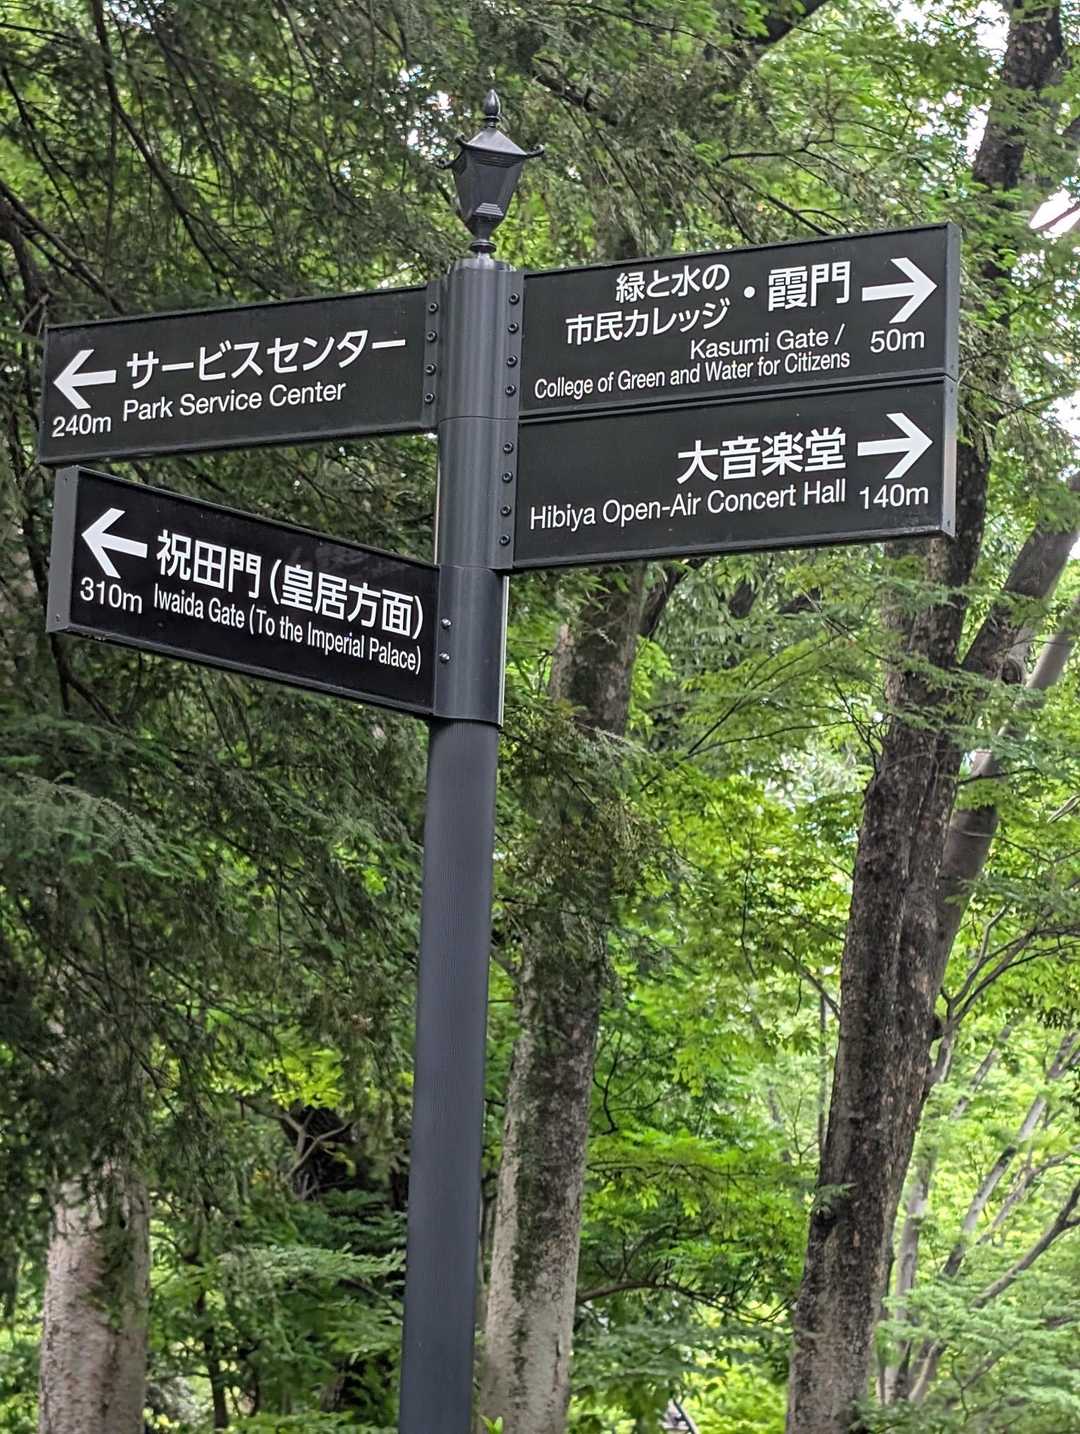 サービスセンター
240m Park Service Center
祝田門(皇居方面)
310m Iwaida Gate (To the Imperial Palace)
緑と水の
市民カレッジ・霞門
Kasumi Gate / 50m
College of Green and Water for Citizens
大音楽堂
Hibiya Open-Air Concert Hall 140m